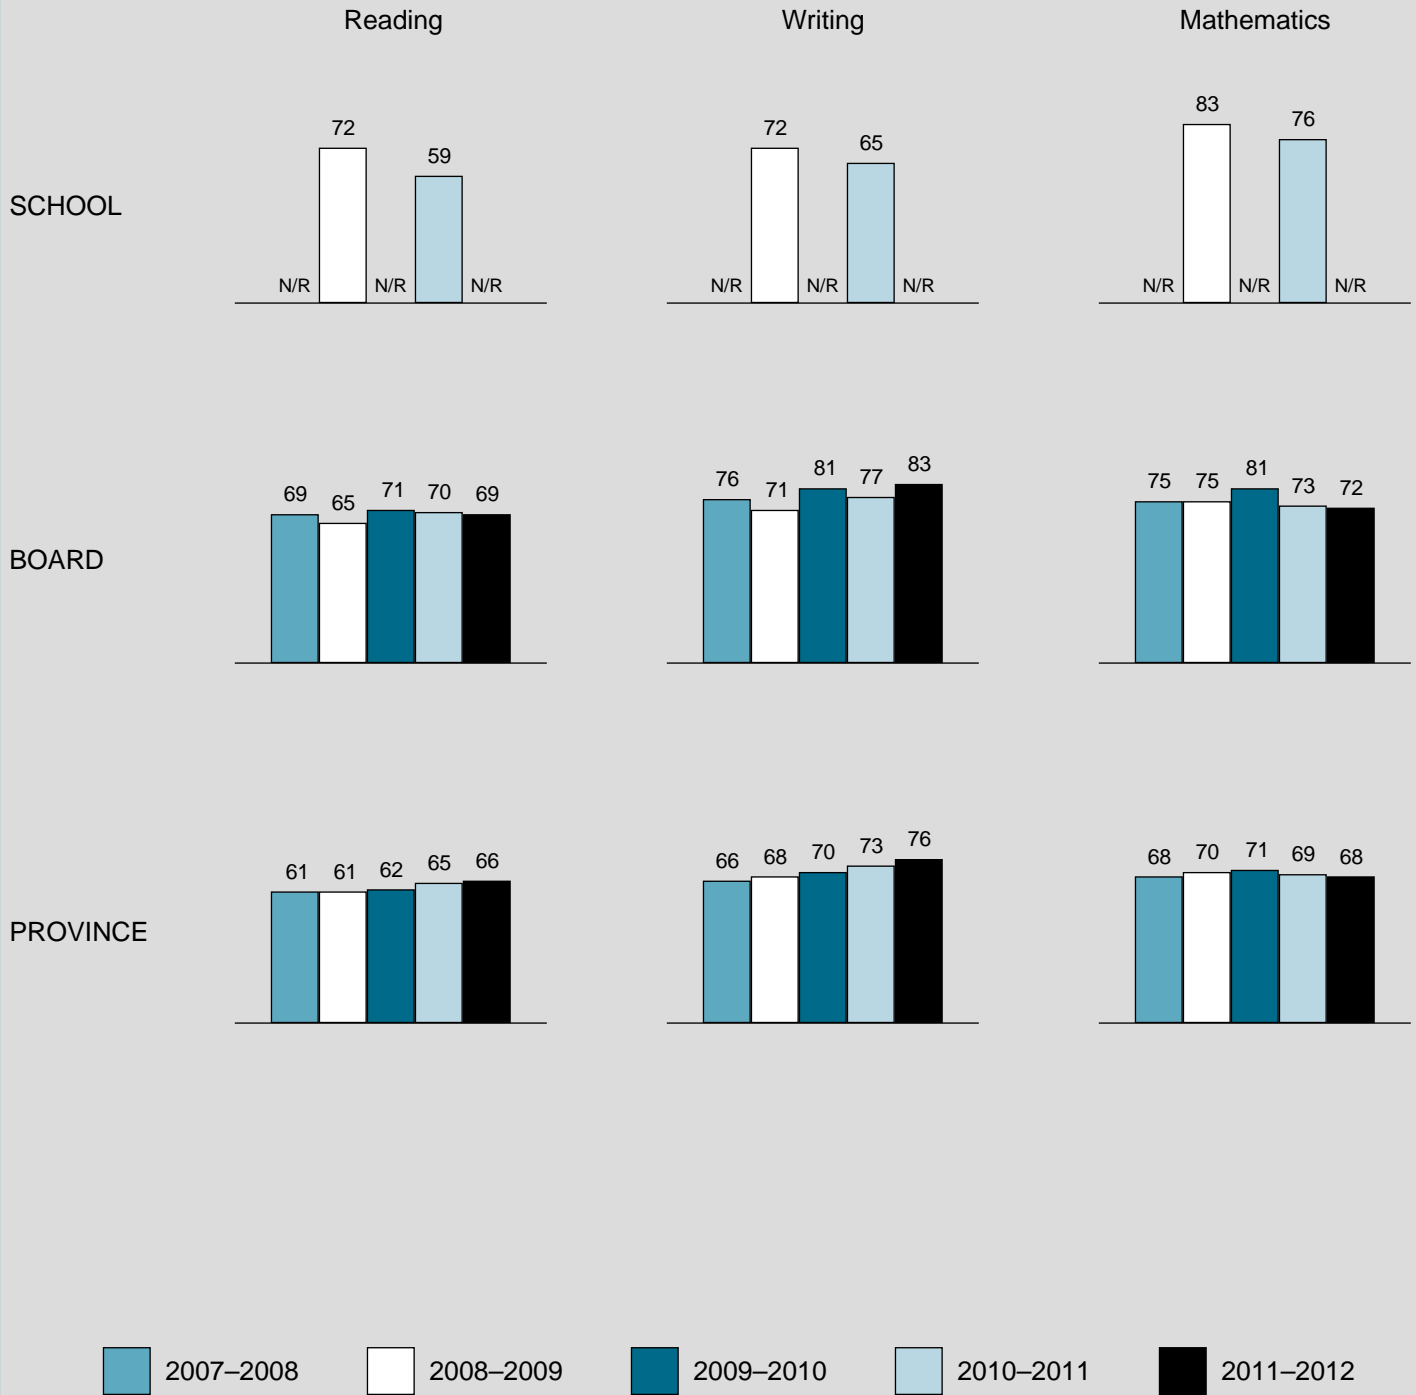 Reading Writing Mathematics
SCHOOL
72 59
N/R N/R N/R
72 65
N/R N/R N/R
83 76
N/R N/R N/R
BOARD
69 65 71 70 69
76 71 81 77 83
75 75 81 73 72
PROVINCE
61 61 62 65 66
66 68 70 73 76
68 70 71 69 68
2007–2008 2008–2009 2009–2010 2010–2011 2011–2012